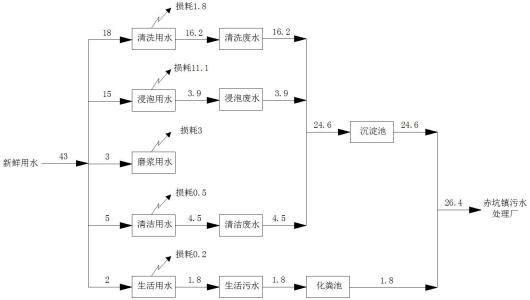 损耗1.8
18
清洗用水
16.2
清洗废水
16.2
损耗11.1
15
浸泡用水
3.9
浸泡废水
3.9
24.6
沉淀池
24.6
损耗3
新鲜用水
43
3
磨浆用水
损耗0.5
5
清洁用水
4.5
清洁废水
4.5
26.4
赤坑镇污水
处理厂
损耗0.2
2
生活用水
1.8
生活污水
1.8
化粪池
1.8